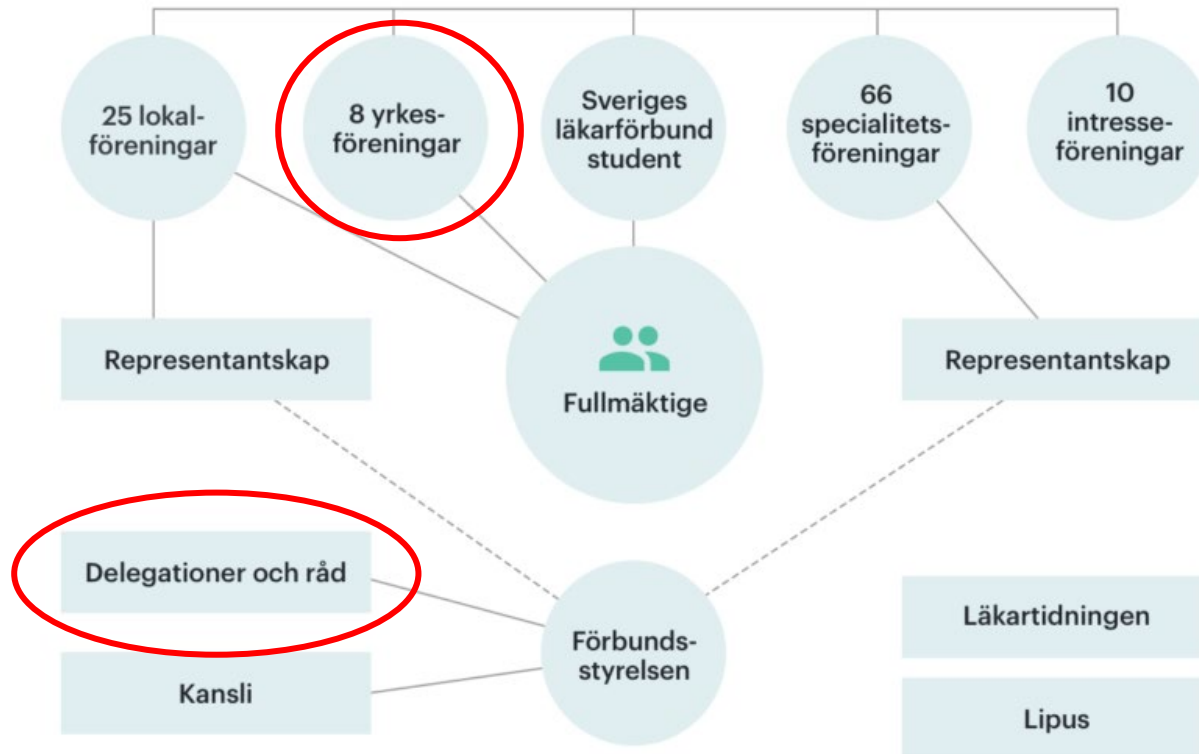 25 lokal-
föreningar
8 yrkes-
föreningar
Sveriges
läkarförbund
student
66
specialitets-
föreningar
10
intresse-
föreningar
Representantskap
Fullmäktige
Representantskap
Delegationer och råd
Förbunds-
styrelsen
Läkartidningen
Kansli
Lipus